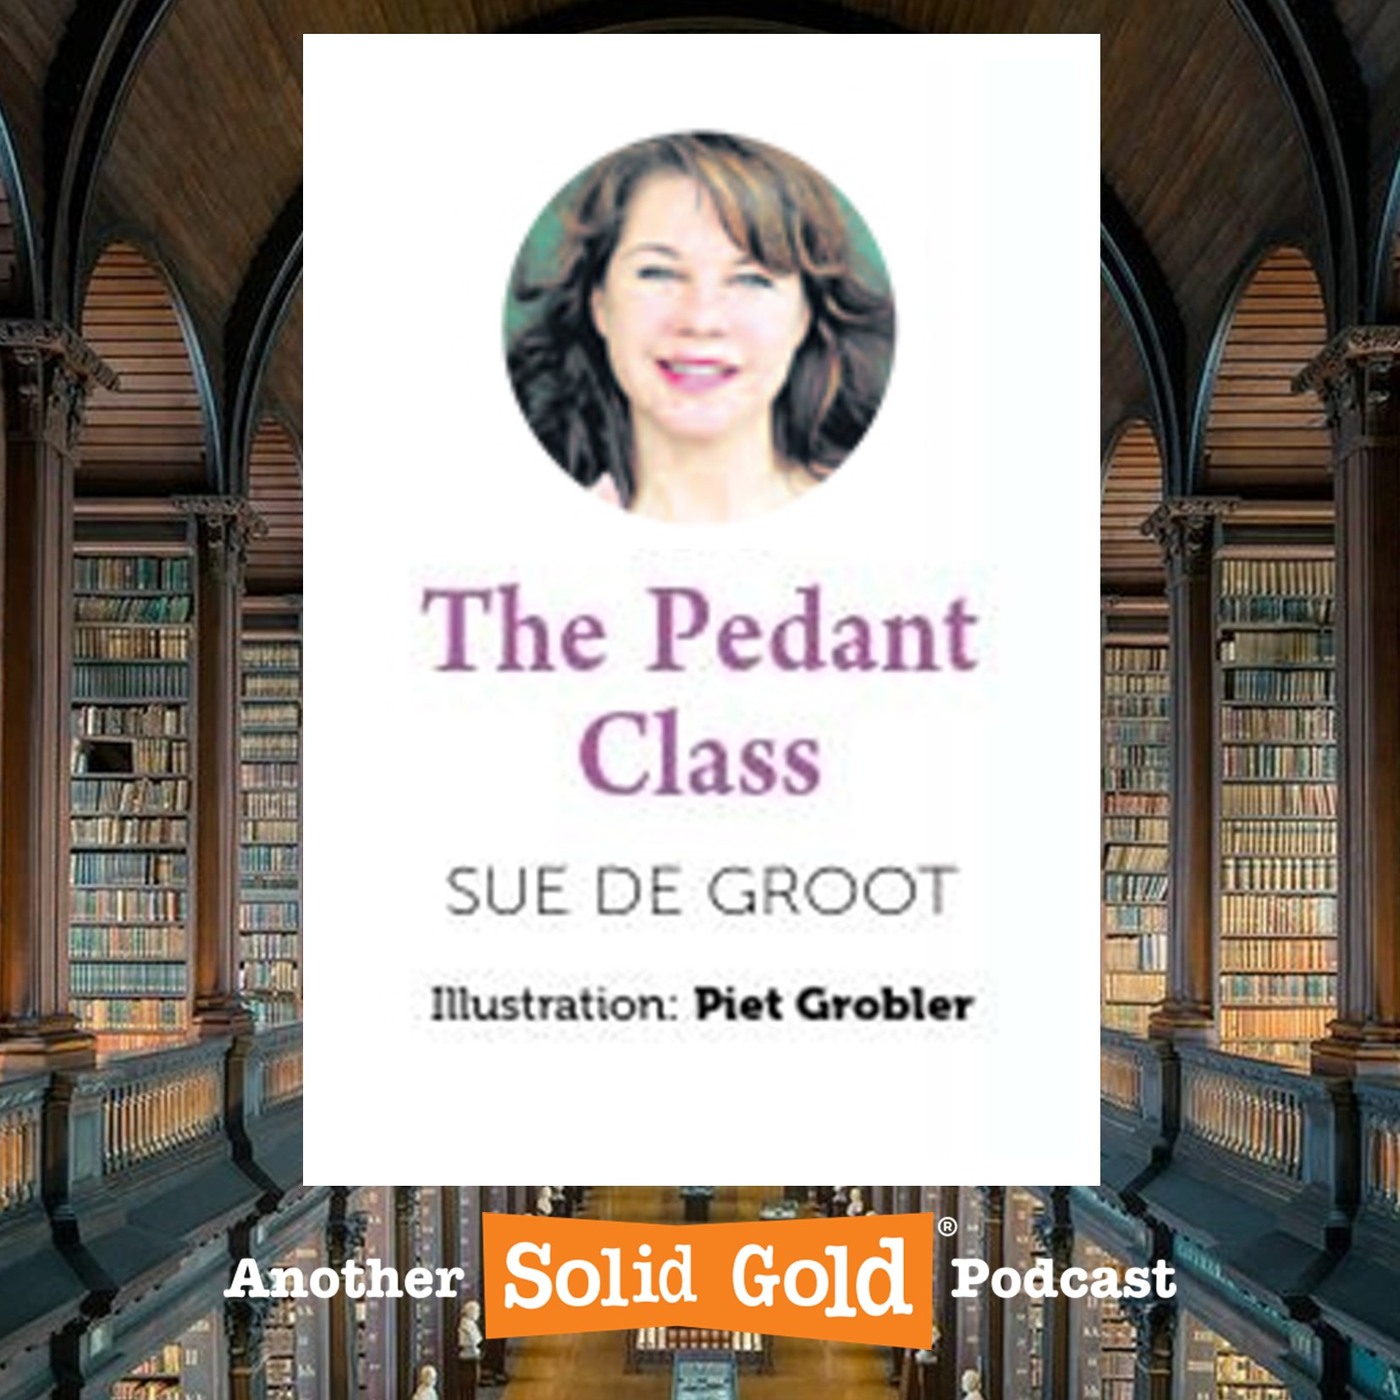 The Pedant
Class
SUE DE GROOT
Illustration: Piet Grobler
Another Solid Gold® Podcast